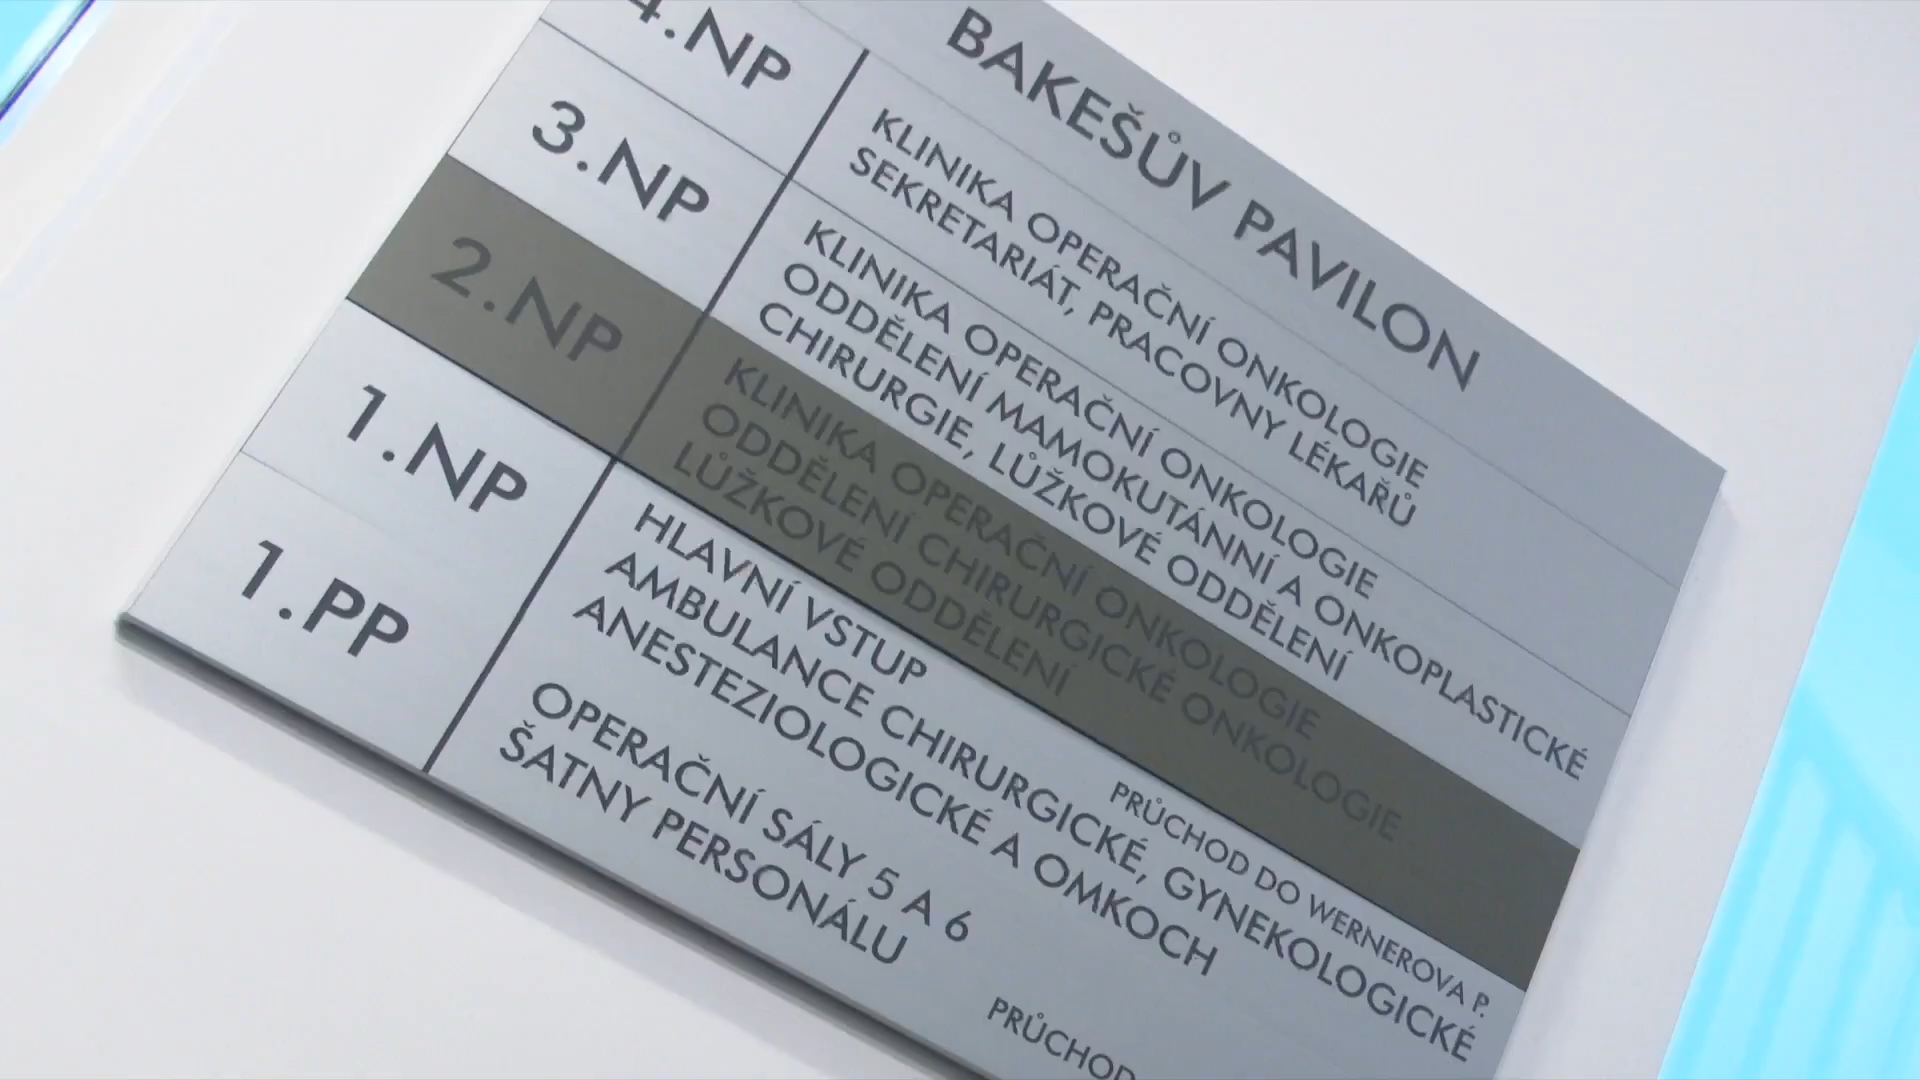 BAKEŠŮV PAVILON
4.NP
KLINIKA OPERAČNÍ ONKOLOGIE
SEKRETARIÁT, PRACOVNY LÉKAŘŮ
3.NP
KLINIKA OPERAČNÍ ONKOLOGIE
ODDĚLENÍ MAMOKUTÁNNÍ A ONKOPLASTICKÉ
CHIRURGIE, LŮŽKOVÉ ODDĚLENÍ
2.NP
KLINIKA OPERAČNÍ ONKOLOGIE
ODDĚLENÍ CHIRURGICKÉ ONKOLOGIE
LŮŽKOVÉ ODDĚLENÍ
1.NP
HLAVNÍ VSTUP
PRŮCHOD DO WERNEROVA P.
AMBULANCE CHIRURGICKÉ, GYNEKOLOGICKÉ
ANESTEZIOLOGICKÉ A OMKOCH
1.PP
OPERAČNÍ SÁLY 5 A 6
ŠATNY PERSONÁLU
PRŮCHOD